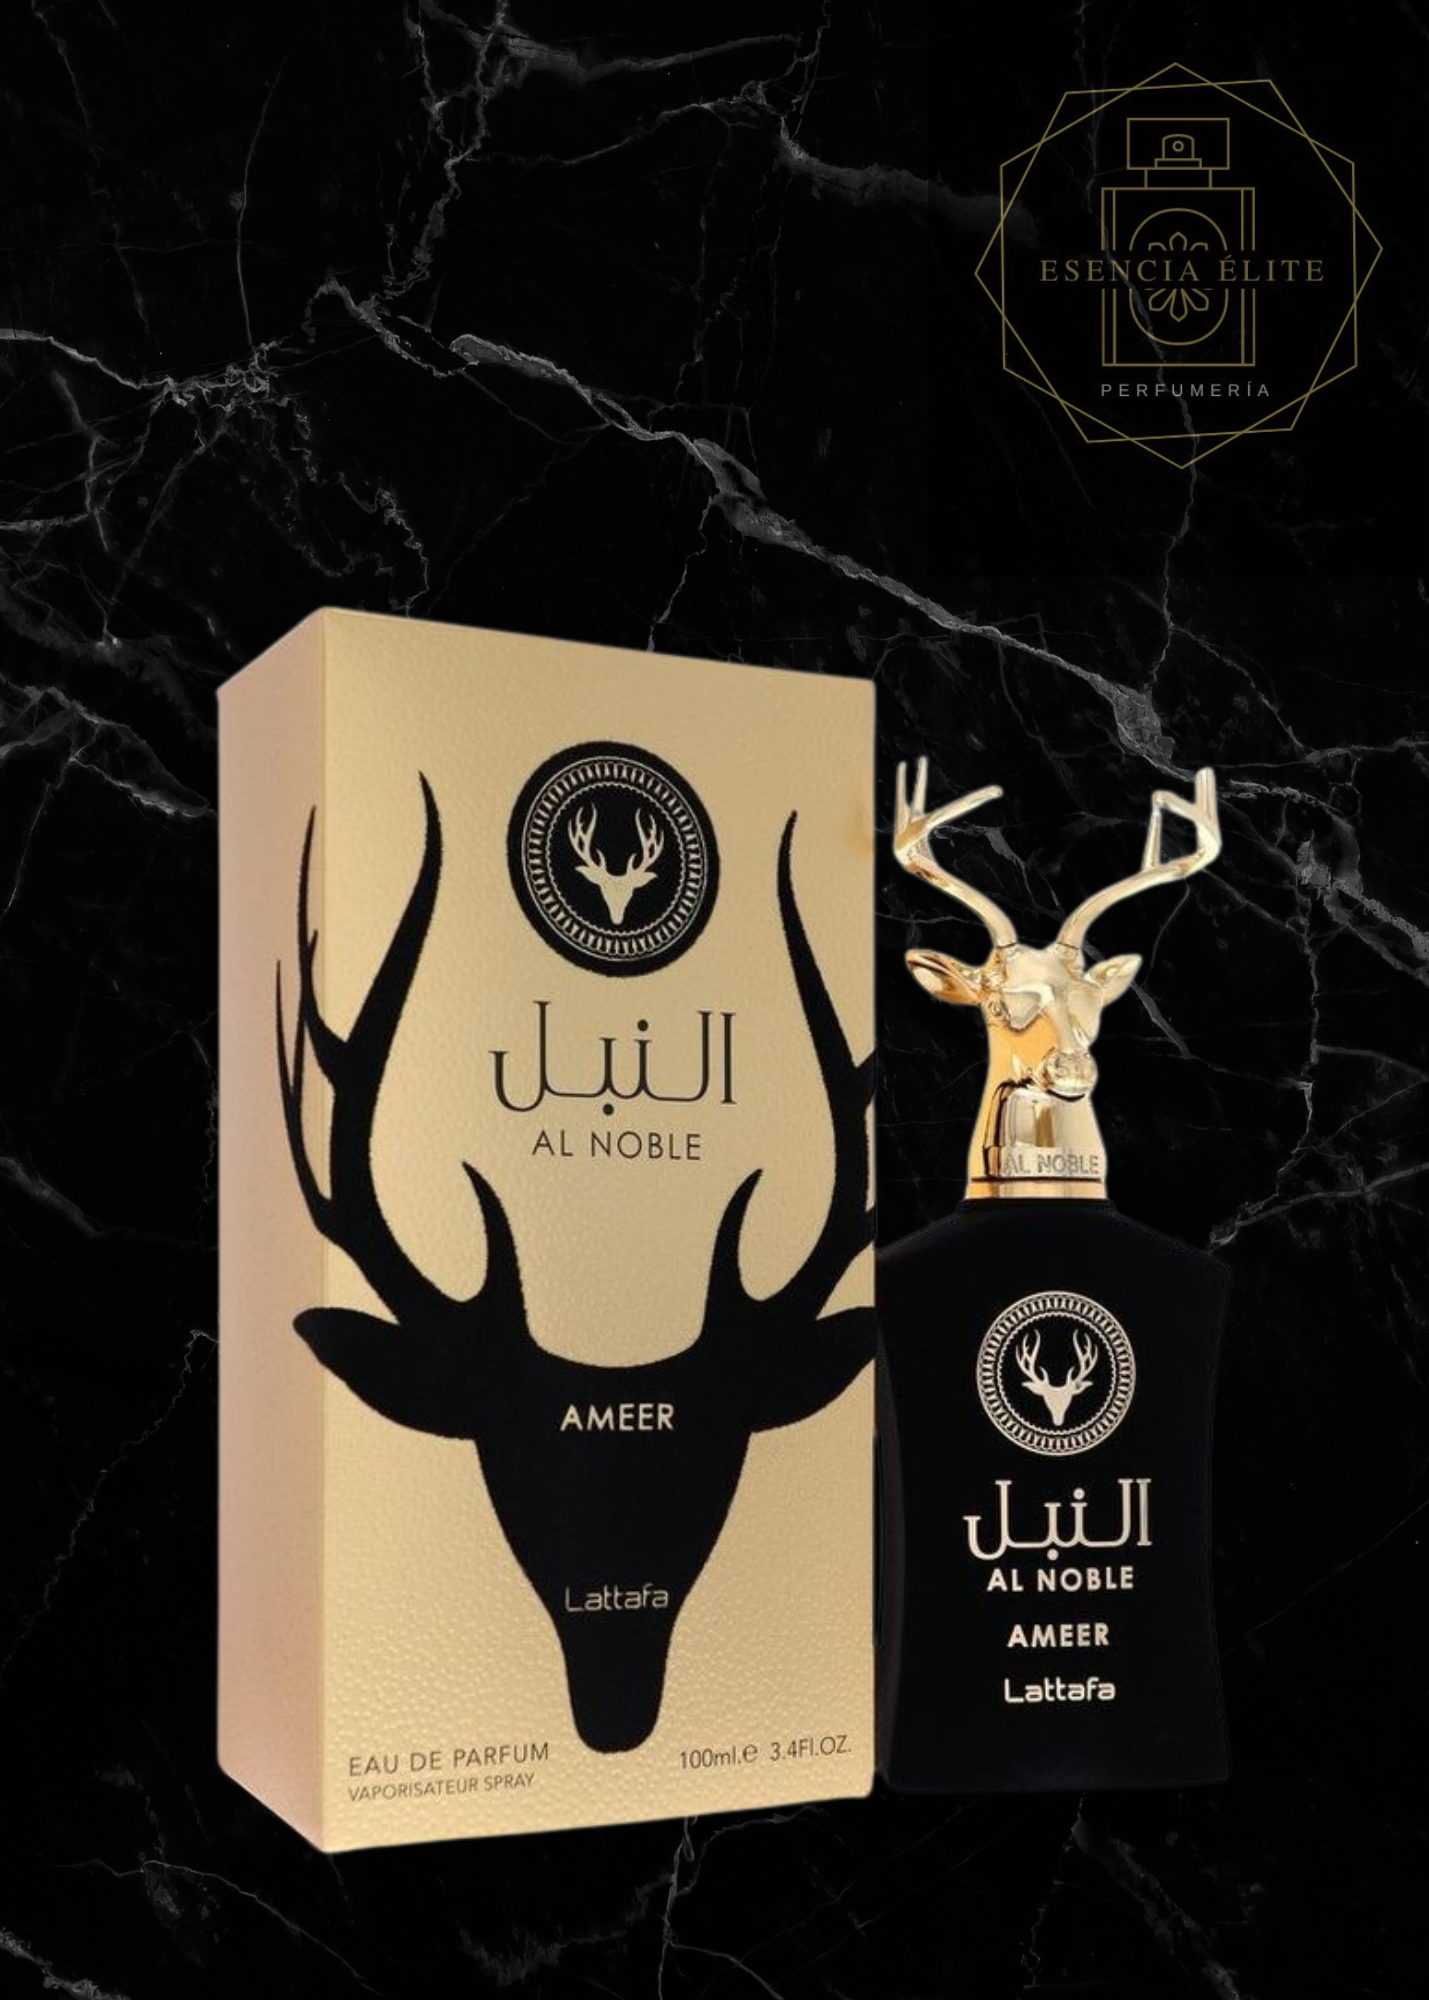 ESENCIA ÉLITE
PERFUMERÍA
النبل
AL NOBLE
AMEER
Lattafa
EAU DE PARFUM
VAPORISATEUR SPRAY
100ml.e 3.4Fl.OZ.
AL NOBLE
النبل
AL NOBLE
AMEER
Lattafa